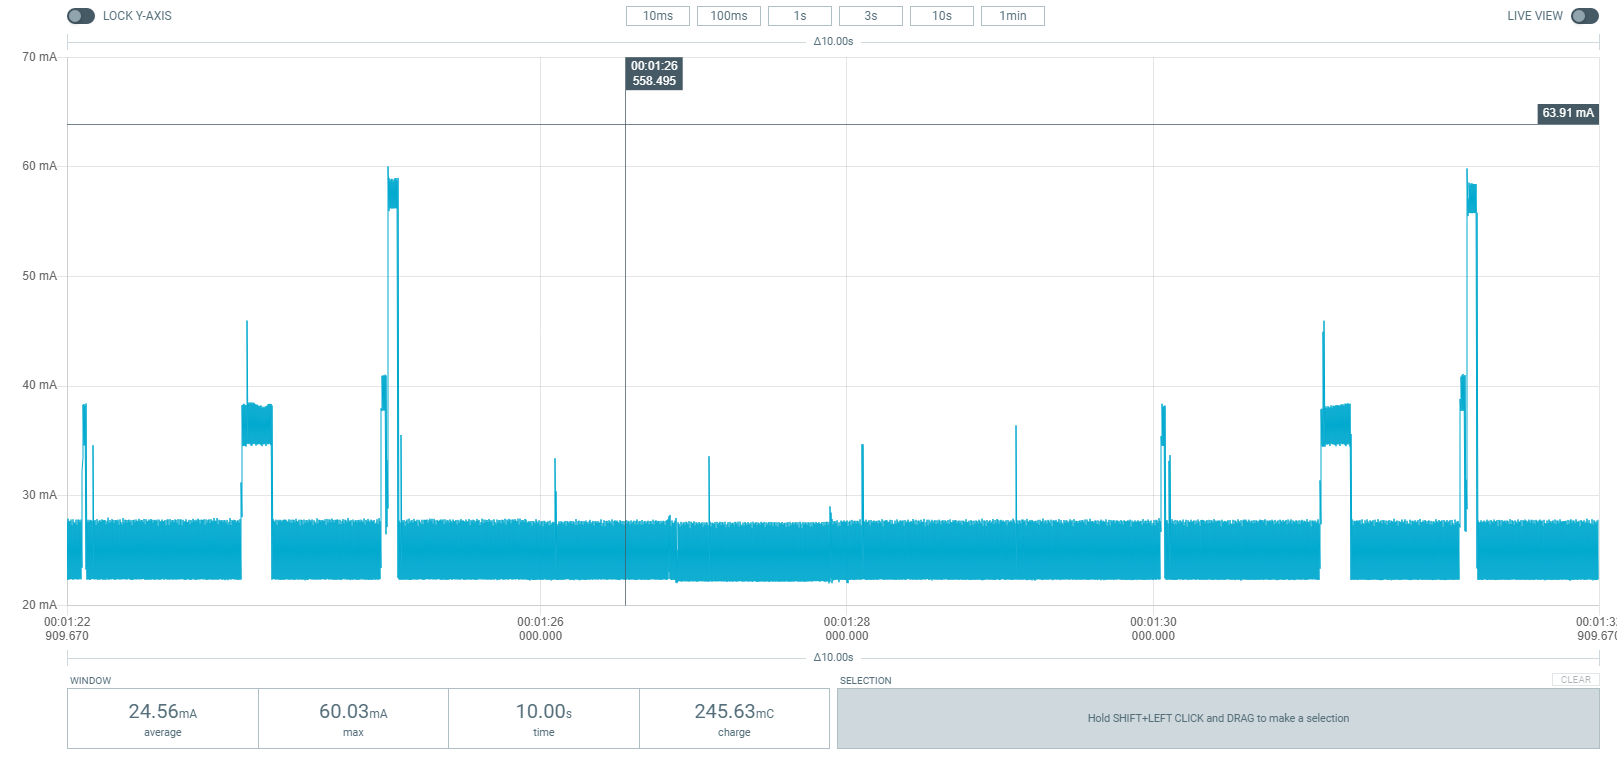 LOCK Y-AXIS
10ms 100ms 1s 3s 10s 1min
LIVE VIEW
Δ10.00s
70 mA
00:01:26
558.495
63.91 mA
60 mA
50 mA
40 mA
30 mA
20 mA
00:01:22 00:01:26 00:01:28 00:01:30 00:01:3
909.670 000.000 000.000 000.000 909.670
Δ10.00s
WINDOW SELECTION CLEAR
24.56mA 60.03mA 10.00s 245.63mC
average max time charge
Hold SHIFT+LEFT CLICK and DRAG to make a selection